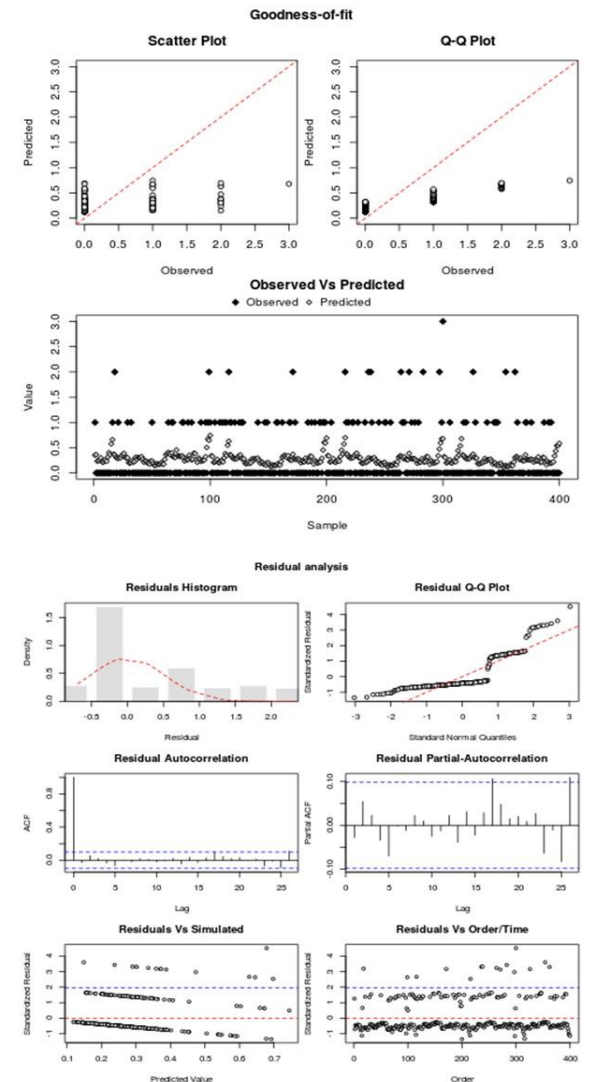 Goodness-of-fit
Scatter Plot
Q-Q Plot
Predicted
0.0 0.5 1.0 1.5 2.0 2.5 3.0
0.0 0.5 1.0 1.5 2.0 2.5 3.0
Observed
Predicted
0.0 0.5 1.0 1.5 2.0 2.5 3.0
0.0 0.5 1.0 1.5 2.0 2.5 3.0
Observed
Observed Vs Predicted
Observed Predicted
Value
0.0 0.5 1.0 1.5 2.0 2.5 3.0
0 100 200 300 400
Sample
Residual analysis
Residuals Histogram
Residual Q-Q Plot
Density
0.0 0.5 1.0 1.5
-0.5 0.0 0.5 1.0 1.5 2.0
Residual
Standardized Residual
-1 0 1 2 3 4
-3 -2 -1 0 1 2 3
Standard Normal Quantiles
Residual Autocorrelation
Residual Partial-Autocorrelation
ACF
0.0 0.4 0.8
0 5 10 15 20 25
Lag
Partial ACF
-0.10 0.00 0.10
0 5 10 15 20 25
Lag
Residuals Vs Simulated
Residuals Vs Order/Time
Standardized Residual
-1 0 1 2 3 4
0.1 0.2 0.3 0.4 0.5 0.6 0.7
Predicted Value
Standardized Residual
-1 0 1 2 3 4
0 100 200 300 400
Order